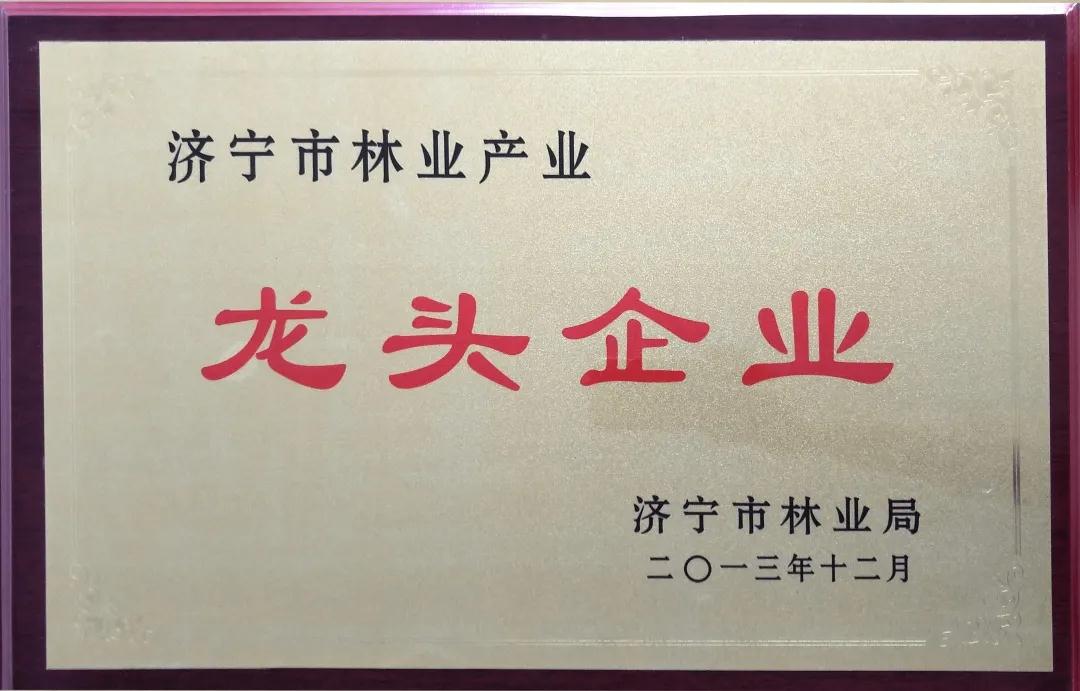 济宁市林业产业
龙头企业
济宁市林业局
二〇一三年十二月